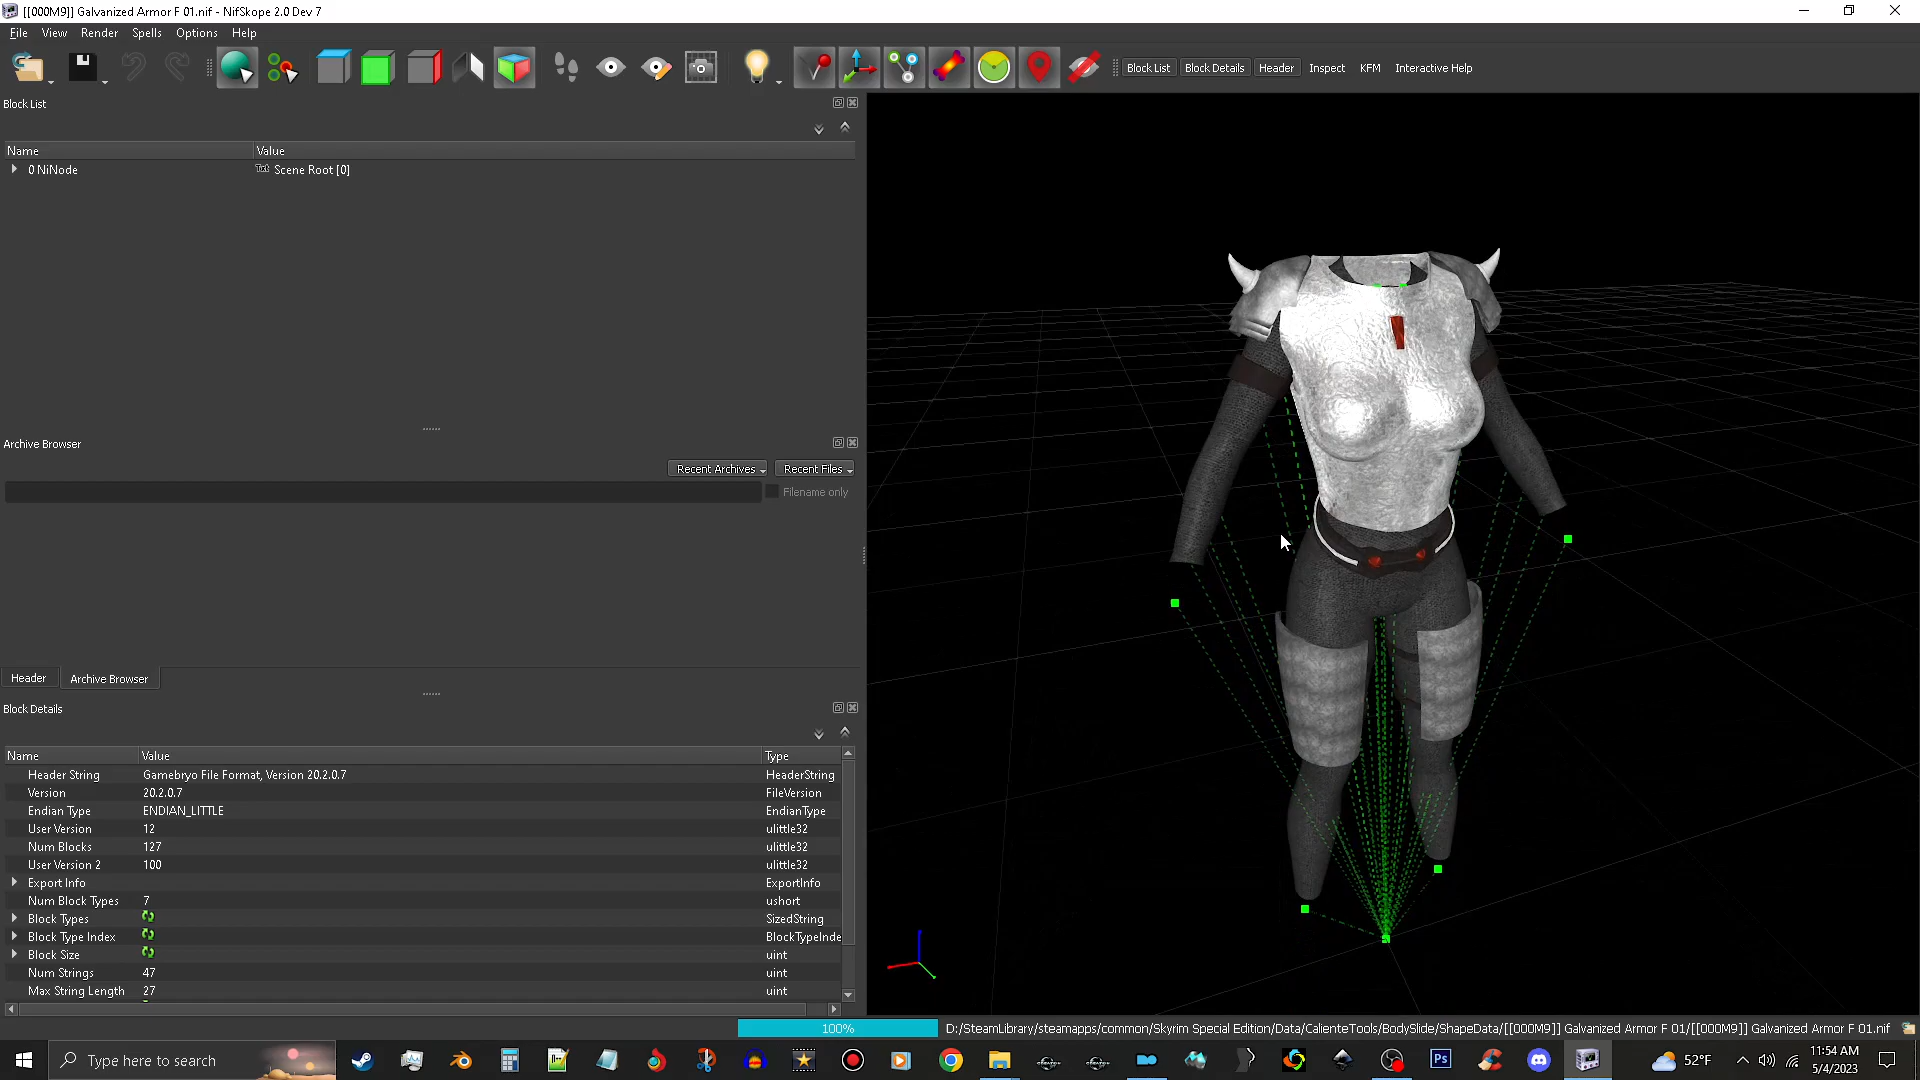 [[000M9]] Galvanized Armor F 01.nif - NifSkope 2.0 Dev 7
File View Render Spells Options Help
Block List Block Details Header Inspect KFM Interactive Help
Block List
Name Value
0 NiNode Txt Scene Root [0]
Archive Browser
Recent Archives Recent Files
Filename only
Header Archive Browser
Block Details
Name Value Type
Header String Gamebryo File Format, Version 20.2.0.7 HeaderString
Version 20.2.0.7 FileVersion
Endian Type ENDIAN_LITTLE EndianType
User Version 12 ulittle32
Num Blocks 127 ulittle32
User Version 2 100 ulittle32
Export Info ExportInfo
Num Block Types 7 ushort
Block Types SizedString
Block Type Index BlockTypeInde
Block Size uint
Num Strings 47 uint
Max String Length 27 uint
100% D:/SteamLibrary/steamapps/common/Skyrim Special Edition/Data/CalienteTools/BodySlide/ShapeData/[[000M9]] Galvanized Armor F 01/[[000M9]] Galvanized Armor F 01.nif
Type here to search Ps 52°F 11:54 AM
5/4/2023